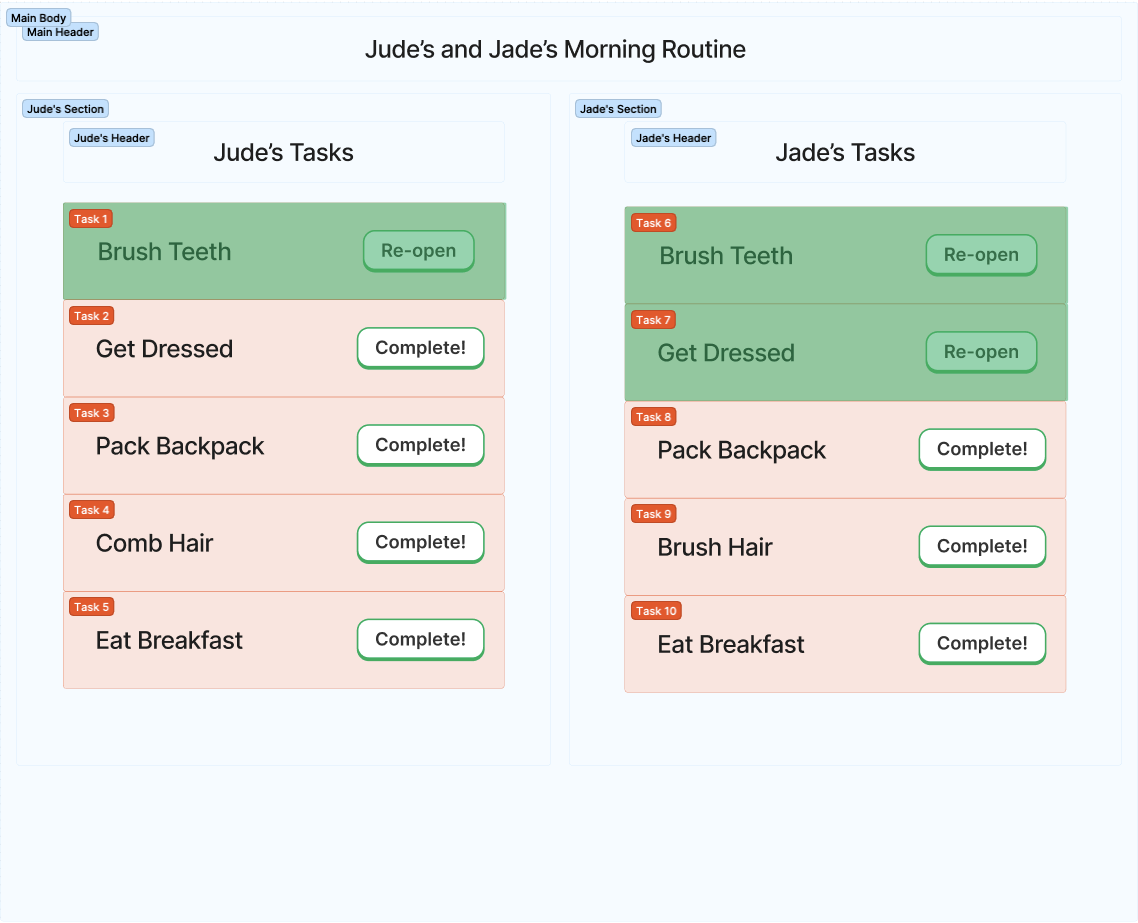 Main Body
Main Header
Jude’s and Jade’s Morning Routine
Jude's Section
Jude's Header
Jude’s Tasks
Task 1
Brush Teeth
Re-open
Task 2
Get Dressed
Complete!
Task 3
Pack Backpack
Complete!
Task 4
Comb Hair
Complete!
Task 5
Eat Breakfast
Complete!
Jade's Section
Jade's Header
Jade’s Tasks
Task 6
Brush Teeth
Re-open
Task 7
Get Dressed
Re-open
Task 8
Pack Backpack
Complete!
Task 9
Brush Hair
Complete!
Task 10
Eat Breakfast
Complete!